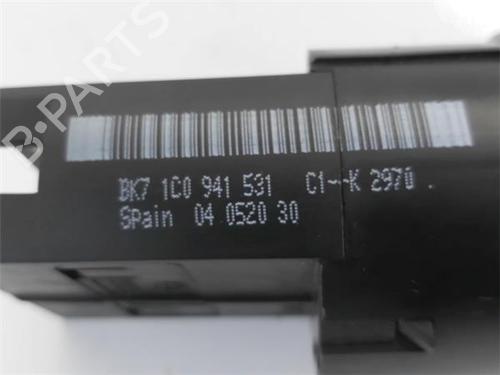 BK7 1C0 941 531 C1--K 2970 .
Spain 04 0520 30
B-PARTS